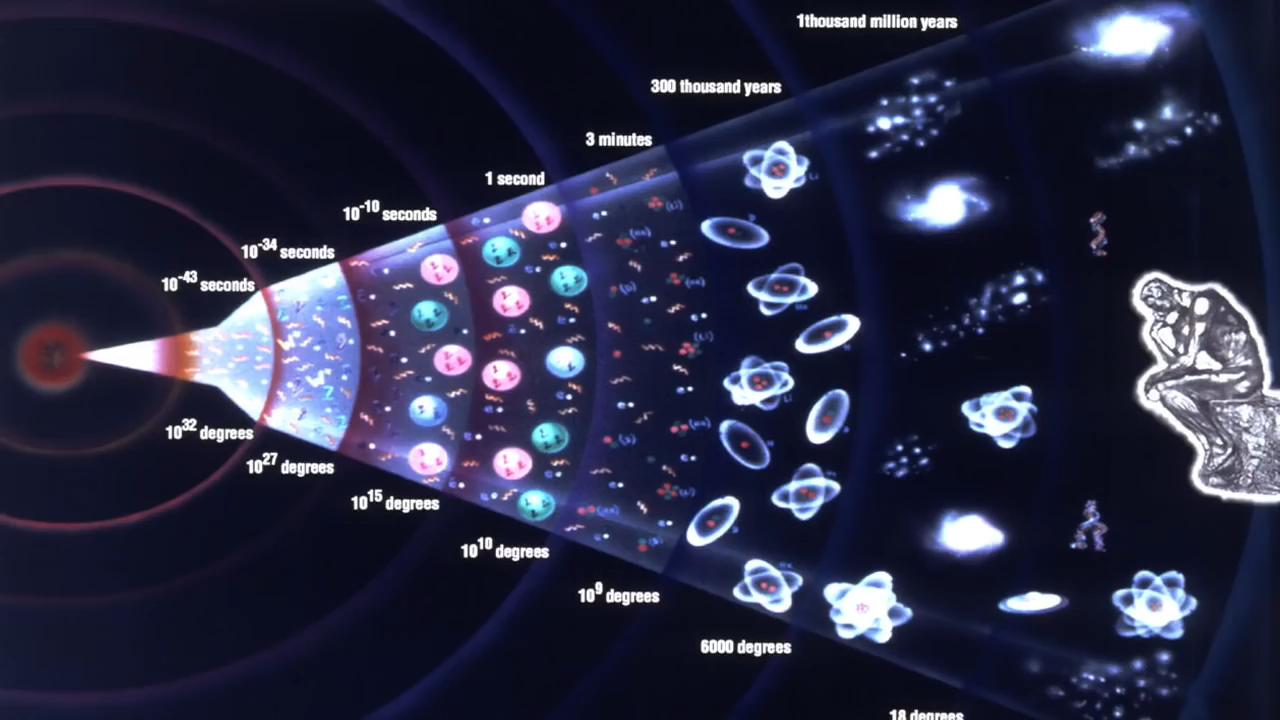 1thousand million years
300 thousand years
3 minutes
1 second
10⁻¹⁰ seconds
10⁻³⁴ seconds
10⁻⁴³ seconds
10³² degrees
10²⁷ degrees
10¹⁵ degrees
10¹⁰ degrees
10⁹ degrees
6000 degrees
18 degrees